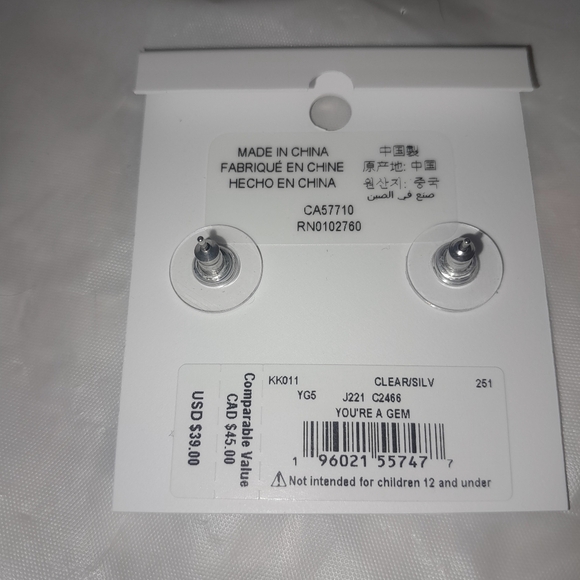 MADE IN CHINA
FABRIQUÉ EN CHINE
HECHO EN CHINA
中国製
原产地: 中国
원산지: 중국
صنع في الصين
CA57710
RN0102760
KK011 CLEAR/SILV 251
YG5 J221 C2466
YOU'RE A GEM
1 96021 55747 7
Not intended for children 12 and under
Comparable Value
CAD $45.00
USD $39.00